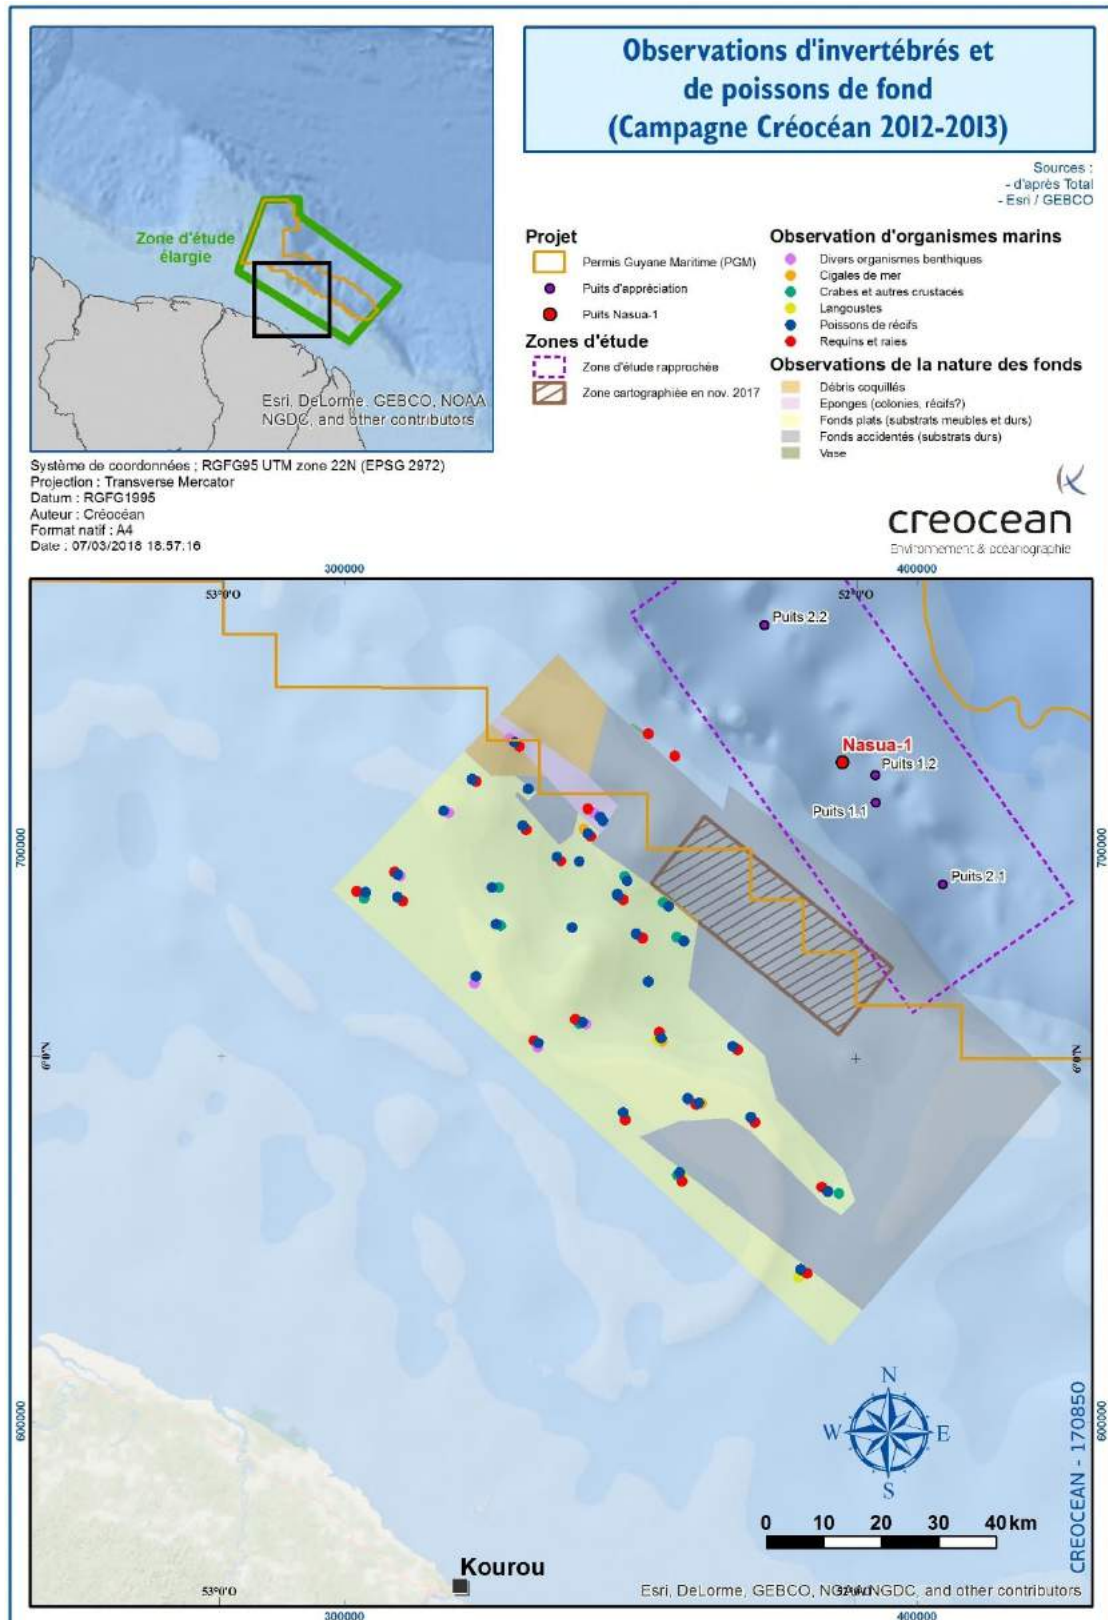 Observations d'invertébrés et
de poissons de fond
(Campagne Créocéan 2012-2013)
Sources :
- d'après Total
- Esri / GEBCO
Zone d'étude
élargie
Esri, DeLorme, GEBCO, NOAA
NGDC, and other contributors
Système de coordonnées ; RGFG95 UTM zone 22N (EPSG 2972)
Projection : Transverse Mercator
Datum : RGFG1995
Auteur : Créocéan
Format natif : A4
Date : 07/03/2018 18:57:16
Projet
Permis Guyane Maritime (PGM)
Puits d'appréciation
Puits Nasua-1
Zones d'étude
Zone d'étude rapprochée
Zone cartographiée en nov. 2017
Observation d'organismes marins
Divers organismes benthiques
Cigales de mer
Crabes et autres crustacés
Langoustes
Poissons de récifs
Requins et raies
Observations de la nature des fonds
Débris coquillés
Eponges (colonies, récifs?)
Fonds plats (substrats meubles et durs)
Fonds accidentés (substrats durs)
Vase
creocean
Environnement & océanographie
300000
400000
53°0'0
52°0'0
Puits 2.2
Nasua-1
Puits 1.2
Puits 1.1
Puits 2.1
700000
700000
6°0'N
6°0'N
600000
600000
N
W
E
S
0 10 20 30 40 km
CREOCEAN - 170850
Kourou
Esri, DeLorme, GEBCO, NOAA NGDC, and other contributors
53°0'0
52°0'0
300000
400000